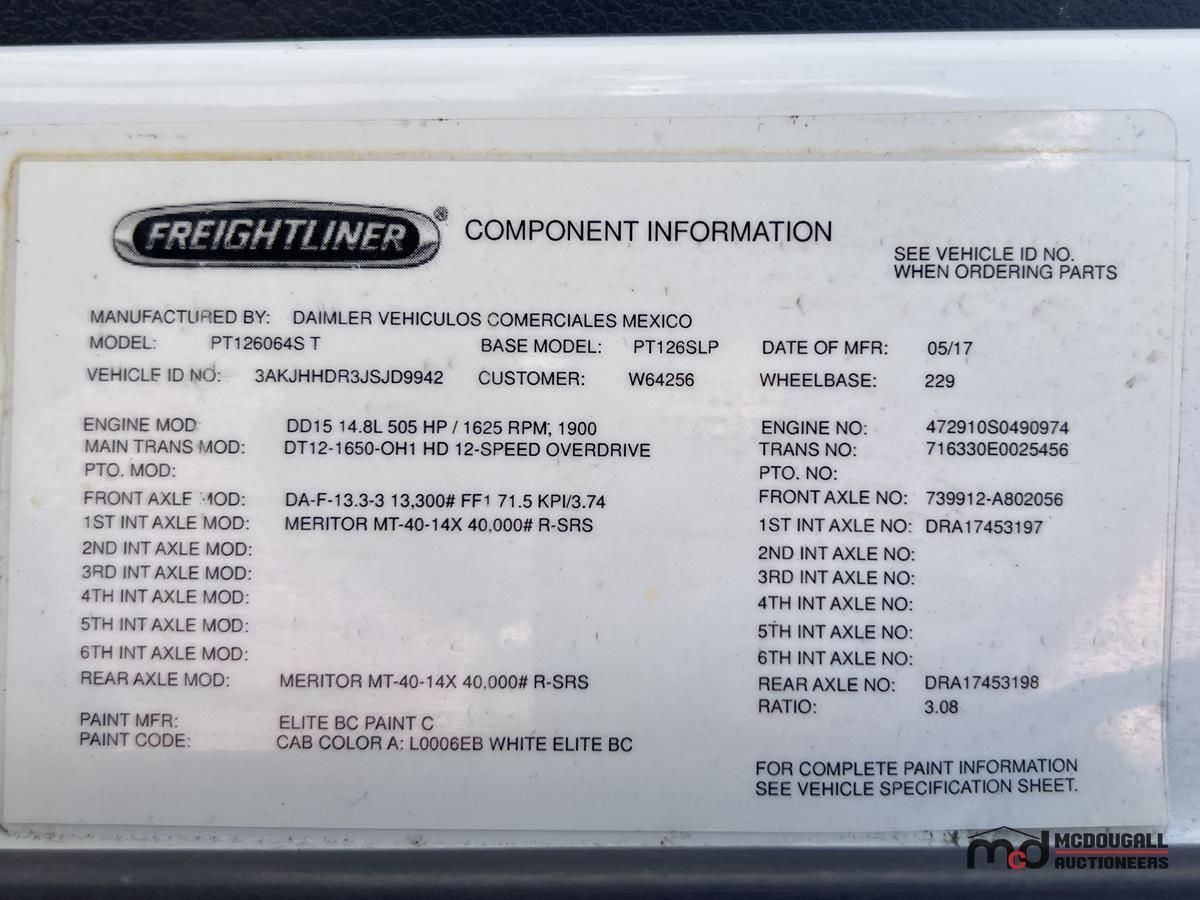 FREIGHTLINER® COMPONENT INFORMATION
SEE VEHICLE ID NO.
WHEN ORDERING PARTS
MANUFACTURED BY: DAIMLER VEHICULOS COMERCIALES MEXICO
MODEL: PT126064S T BASE MODEL: PT126SLP DATE OF MFR: 05/17
VEHICLE ID NO: 3AKJHHDR3JSJD9942 CUSTOMER: W64256 WHEELBASE: 229
ENGINE MOD DD15 14.8L 505 HP / 1625 RPM, 1900 ENGINE NO: 472910S0490974
MAIN TRANS MOD: DT12-1650-OH1 HD 12-SPEED OVERDRIVE TRANS NO: 716330E0025456
PTO. MOD: PTO. NO:
FRONT AXLE MOD: DA-F-13.3-3 13,300# FF1 71.5 KPI/3.74 FRONT AXLE NO: 739912-A802056
1ST INT AXLE MOD: MERITOR MT-40-14X 40,000# R-SRS 1ST INT AXLE NO: DRA17453197
2ND INT AXLE MOD: 2ND INT AXLE NO:
3RD INT AXLE MOD: 3RD INT AXLE NO:
4TH INT AXLE MOD: 4TH INT AXLE NO:
5TH INT AXLE MOD: 5TH INT AXLE NO:
6TH INT AXLE MOD: 6TH INT AXLE NO:
REAR AXLE MOD: MERITOR MT-40-14X 40,000# R-SRS REAR AXLE NO: DRA17453198
RATIO: 3.08
PAINT MFR: ELITE BC PAINT C
PAINT CODE: CAB COLOR A: L0006EB WHITE ELITE BC
FOR COMPLETE PAINT INFORMATION
SEE VEHICLE SPECIFICATION SHEET.
mcd MCDOUGALL
AUCTIONEERS